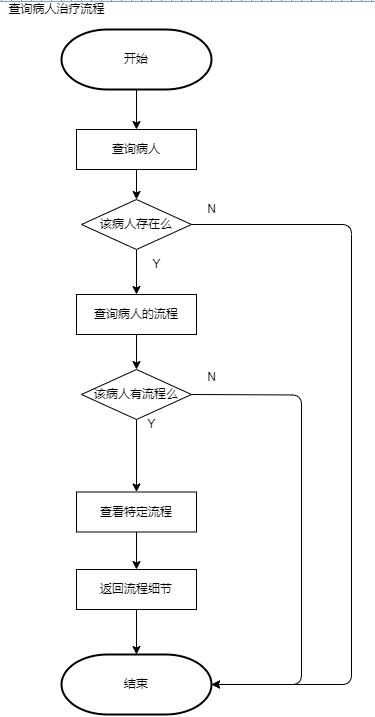 查询病人治疗流程
开始
查询病人
该病人存在么
N
Y
查询病人的流程
该病人有流程么
N
Y
查看特定流程
返回流程细节
结束